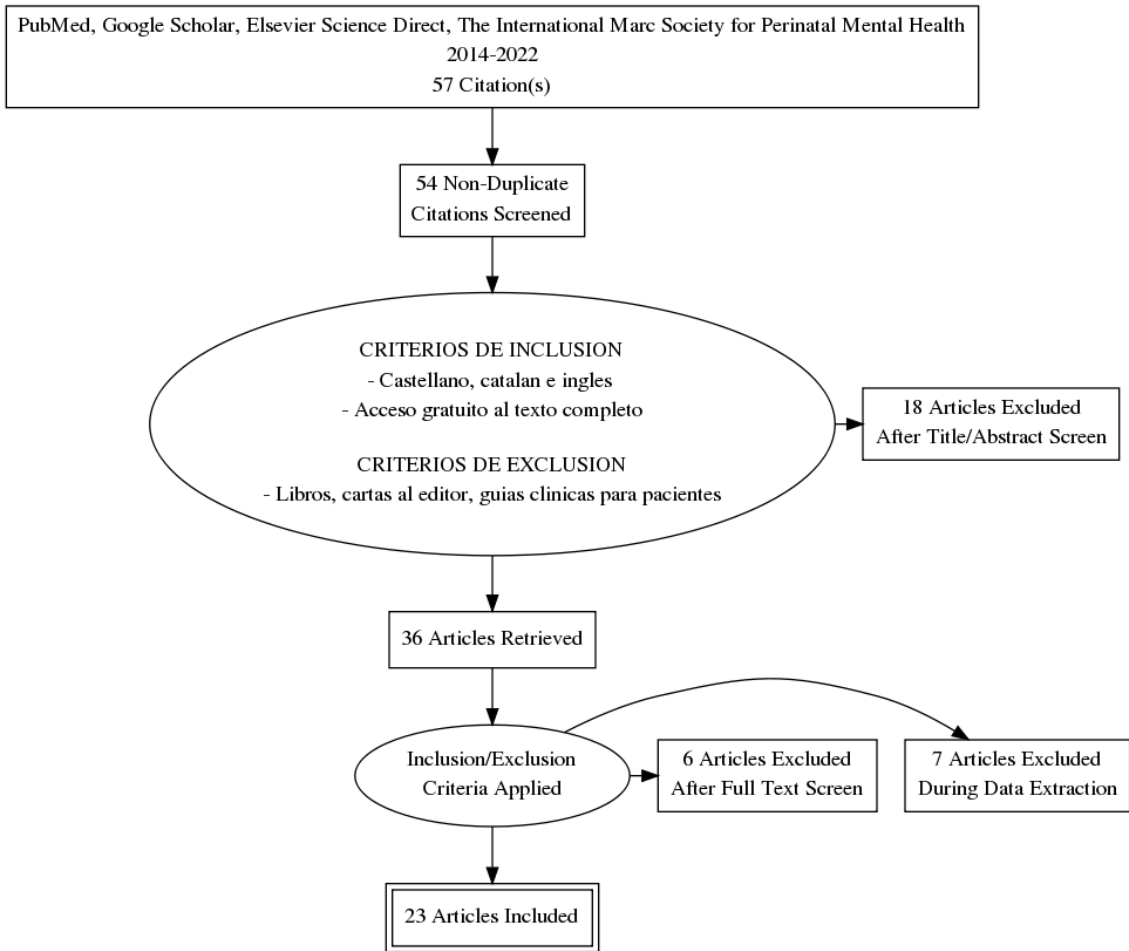 PubMed, Google Scholar, Elsevier Science Direct, The International Marc Society for Perinatal Mental Health
2014-2022
57 Citation(s)
54 Non-Duplicate
Citations Screened
CRITERIOS DE INCLUSION
- Castellano, catalan e ingles
- Acceso gratuito al texto completo
CRITERIOS DE EXCLUSION
- Libros, cartas al editor, guias clinicas para pacientes
18 Articles Excluded
After Title/Abstract Screen
36 Articles Retrieved
Inclusion/Exclusion
Criteria Applied
6 Articles Excluded
After Full Text Screen
7 Articles Excluded
During Data Extraction
23 Articles Included